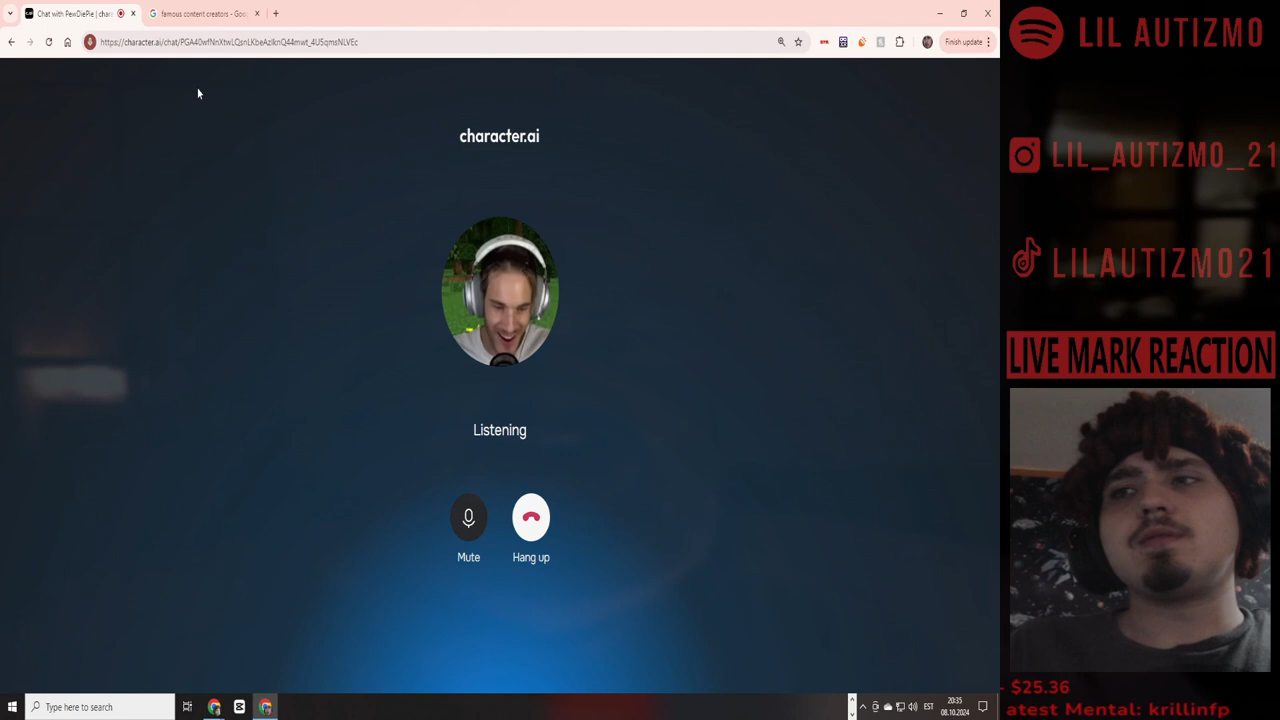 Chat with PewDiePie | chara
famous content creators - Goo
https://character.ai/chat/PGA40wfNnXtwLQsnLKbeAzIknQ44mwt_4U5qmsNLVEc
Finish update
character.ai
Listening
Mute
Hang up
LIL AUTIZMO
LIL_AUTIZMO_21
LILAUTIZMO21
LIVE MARK REACTION
- $25.36
atest Mental: krillinfp
Type here to search
EST
20:35
08.10.2024